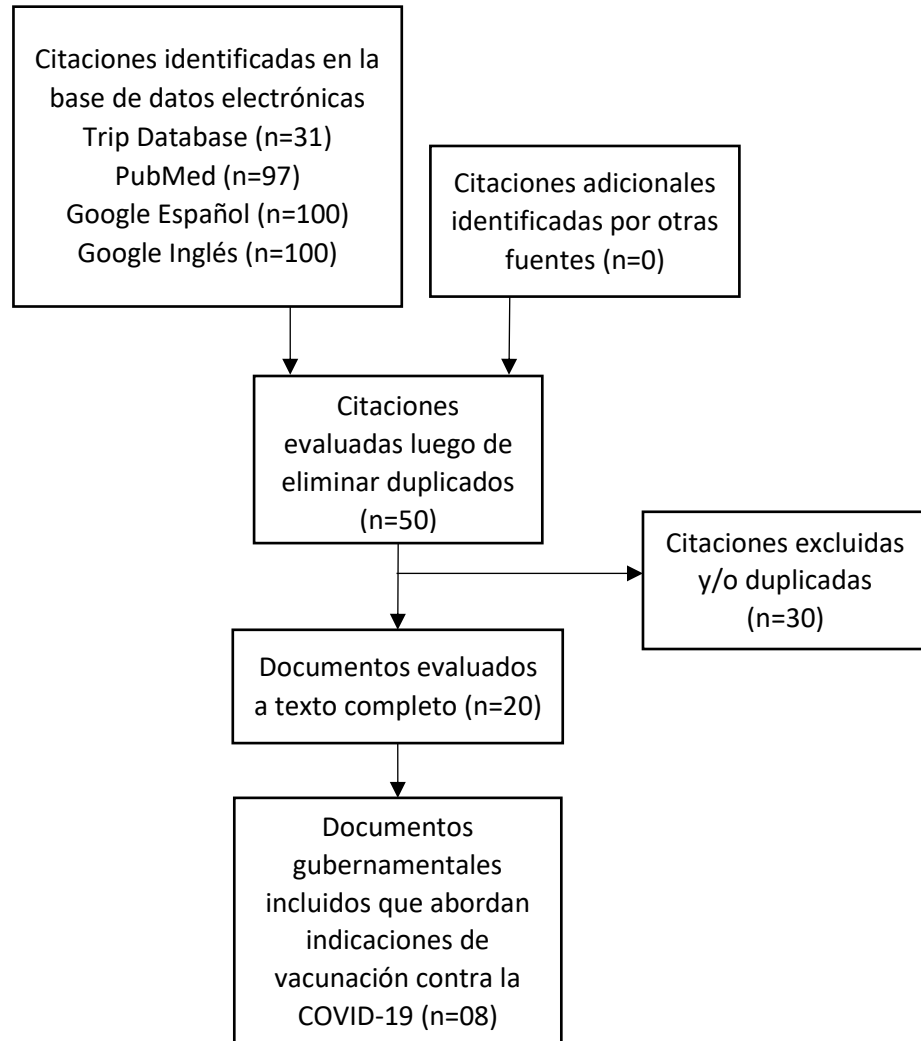 Citaciones identificadas en la
base de datos electrónicas
Trip Database (n=31)
PubMed (n=97)
Google Español (n=100)
Google Inglés (n=100)
Citaciones adicionales
identificadas por otras
fuentes (n=0)
Citaciones
evaluadas luego de
eliminar duplicados
(n=50)
Citaciones excluidas
y/o duplicadas
(n=30)
Documentos evaluados
a texto completo (n=20)
Documentos
gubernamentales
incluidos que abordan
indicaciones de
vacunación contra la
COVID-19 (n=08)